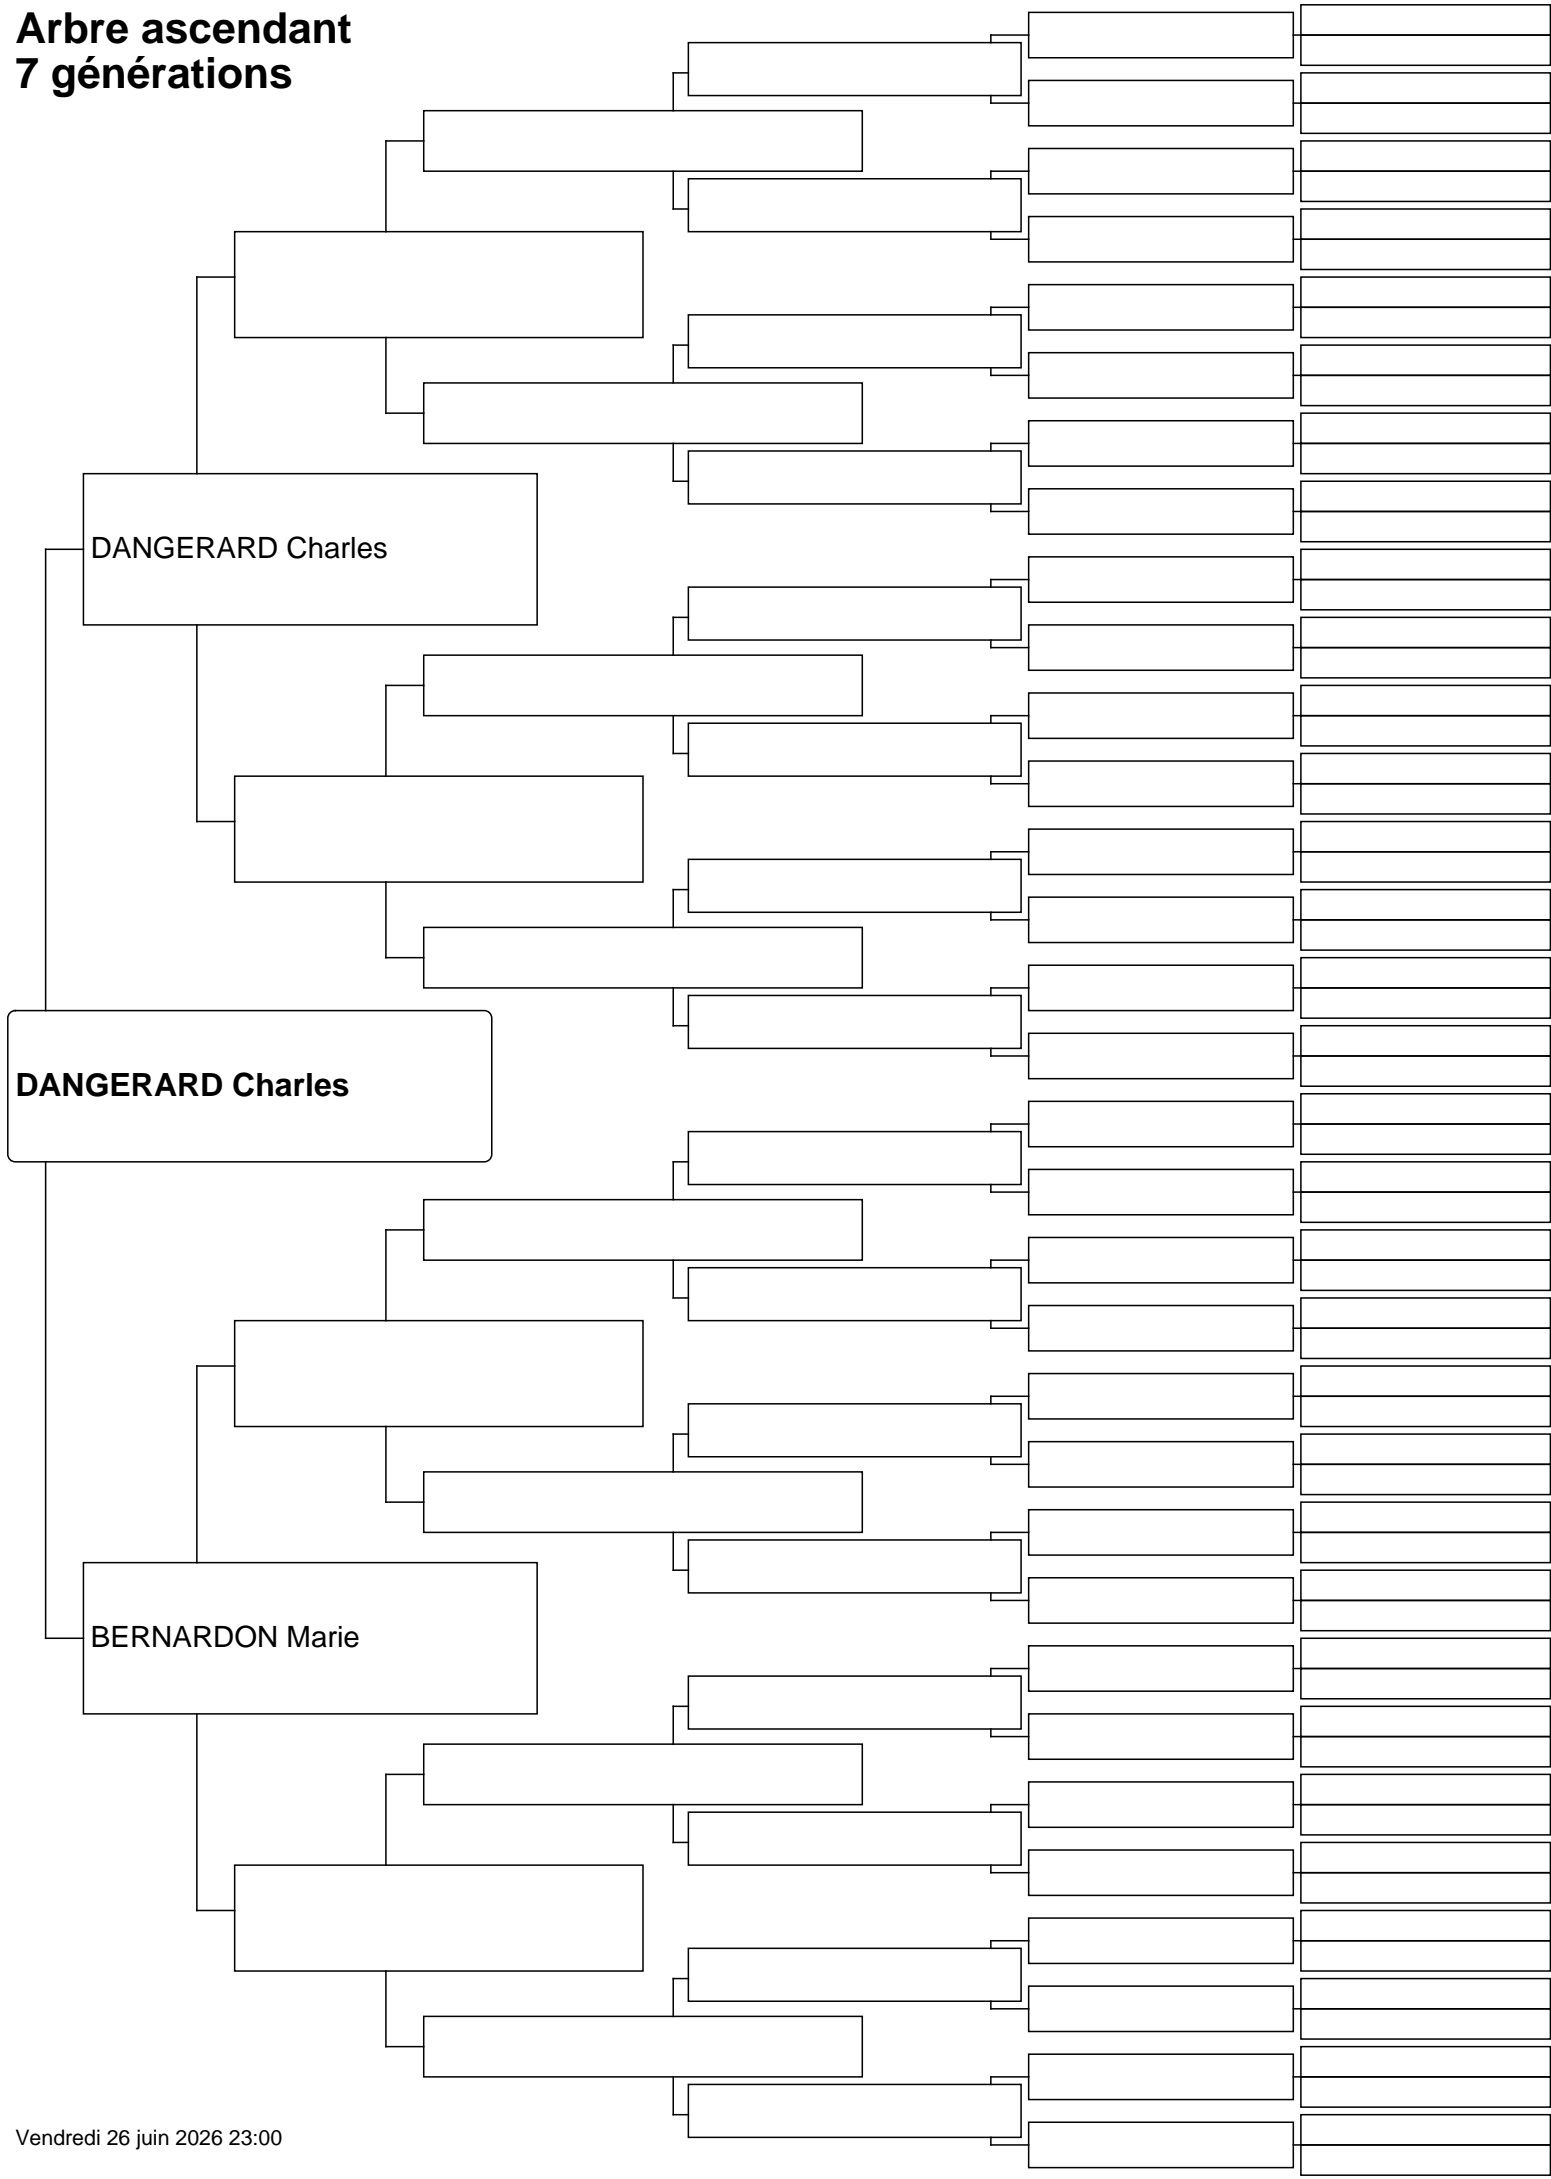 Arbre ascendant
7 générations
DANGERARD Charles
DANGERARD Charles
BERNARDON Marie
Vendredi 26 juin 2026 23:00